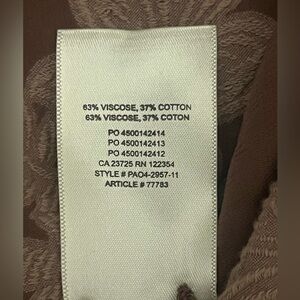 63% VISCOSE, 37% COTTON
63% VISCOSE, 37% COTON
PO 4500142414
PO 4500142413
PO 4500142412
CA 23725 RN 122354
STYLE # PAO4-2957-11
ARTICLE # 77783